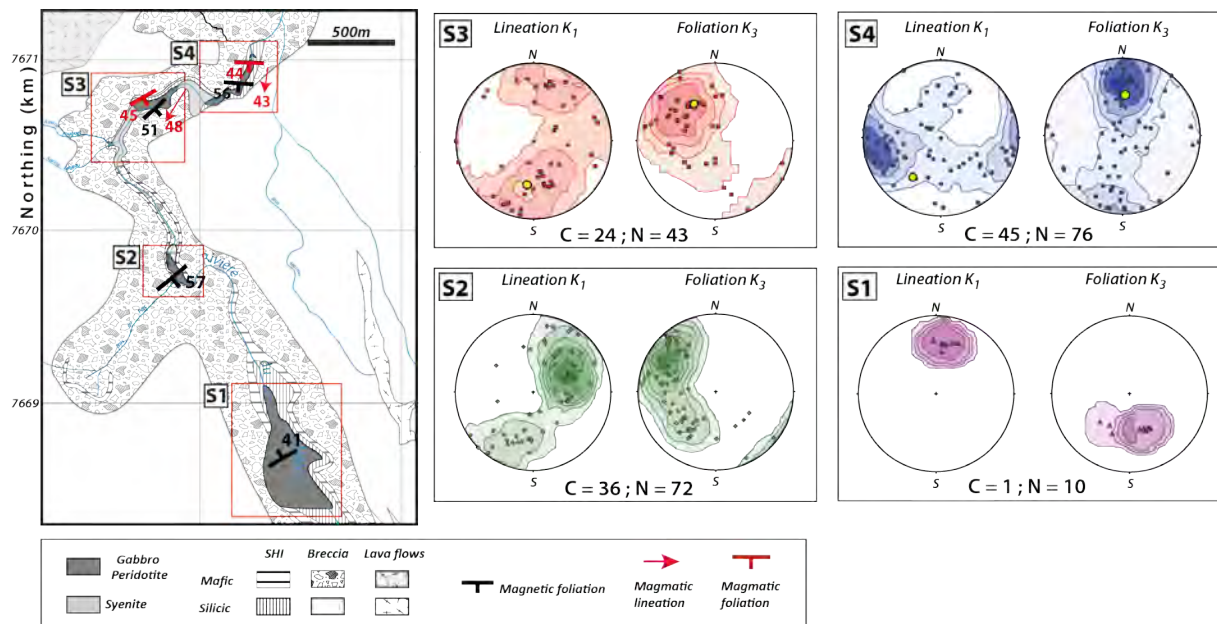 500m
S4
S3
44
56
43
45
51
48
7671
Northing (km)
7670
S2
57
7669
S1
41
S3
Lineation K1
Foliation K3
N
N
S
S
C = 24 ; N = 43
S4
Lineation K1
Foliation K3
N
N
S
S
C = 45 ; N = 76
S2
Lineation K1
Foliation K3
N
N
S
S
C = 36 ; N = 72
S1
Lineation K1
Foliation K3
N
N
S
S
C = 1 ; N = 10
Gabbro
Peridotite
Syenite
SHI
Breccia
Lava flows
Mafic
Silicic
Magnetic foliation
Magmatic
lineation
Magmatic
foliation